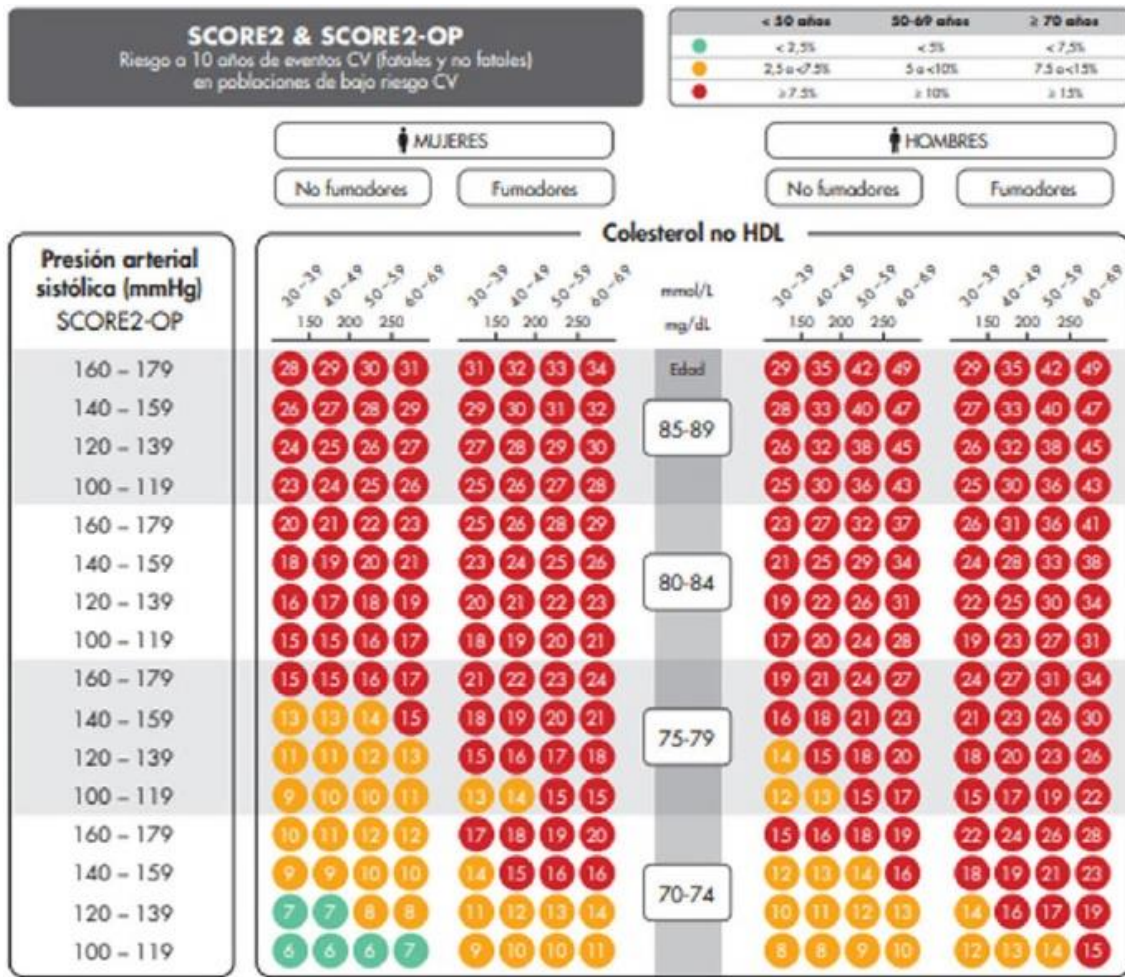 SCORE2 & SCORE2-OP
Riesgo a 10 años de eventos CV (fatales y no fatales)
en poblaciones de bajo riesgo CV
< 50 años 50-69 años ≥ 70 años
< 2,5% < 5% < 7,5%
2,5 a <7.5% 5 a <10% 7.5 a <15%
≥ 7.5% ≥ 10% ≥ 15%
MUJERES HOMBRES
No fumadores Fumadores No fumadores Fumadores
Colesterol no HDL
Presión arterial
sistólica (mmHg)
SCORE2-OP
30-39 40-49 50-59 60-69 30-39 40-49 50-59 60-69 mmol/L 30-39 40-49 50-59 60-69 30-39 40-49 50-59 60-69
150 200 250 150 200 250 mg/dL 150 200 250 150 200 250
160 – 179 28 29 30 31 31 32 33 34 Edad 29 35 42 49 29 35 42 49
140 – 159 26 27 28 29 29 30 31 32 28 33 40 47 27 33 40 47
85-89
120 – 139 24 25 26 27 27 28 29 30 26 32 38 45 26 32 38 45
100 – 119 23 24 25 26 25 26 27 28 25 30 36 43 25 30 36 43
160 – 179 20 21 22 23 25 26 28 29 23 27 32 37 26 31 36 41
140 – 159 18 19 20 21 23 24 25 26 21 25 29 34 24 28 33 38
80-84
120 – 139 16 17 18 19 20 21 22 23 19 22 26 31 22 25 30 34
100 – 119 15 15 16 17 18 19 20 21 17 20 24 28 19 23 27 31
160 – 179 15 15 16 17 21 22 23 24 19 21 24 27 24 27 31 34
140 – 159 13 13 14 15 18 19 20 21 16 18 21 23 21 23 26 30
75-79
120 – 139 11 11 12 13 15 16 17 18 14 15 18 20 18 20 23 26
100 – 119 9 10 10 11 13 14 15 15 12 13 15 17 15 17 19 22
160 – 179 10 11 12 12 17 18 19 20 15 16 18 19 22 24 26 28
140 – 159 9 9 10 10 14 15 16 16 12 13 14 16 18 19 21 23
70-74
120 – 139 7 7 8 8 11 12 13 14 10 11 12 13 14 16 17 19
100 – 119 6 6 6 7 9 10 10 11 8 8 9 10 12 13 14 15